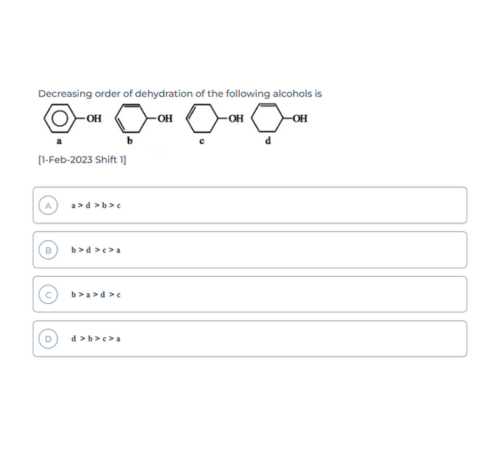 Decreasing order of dehydration of the following alcohols is
OH OH OH OH
a b c d
[1-Feb-2023 Shift 1]
A a > d > b > c
B b > d > c > a
C b > a > d > c
D d > b > c > a